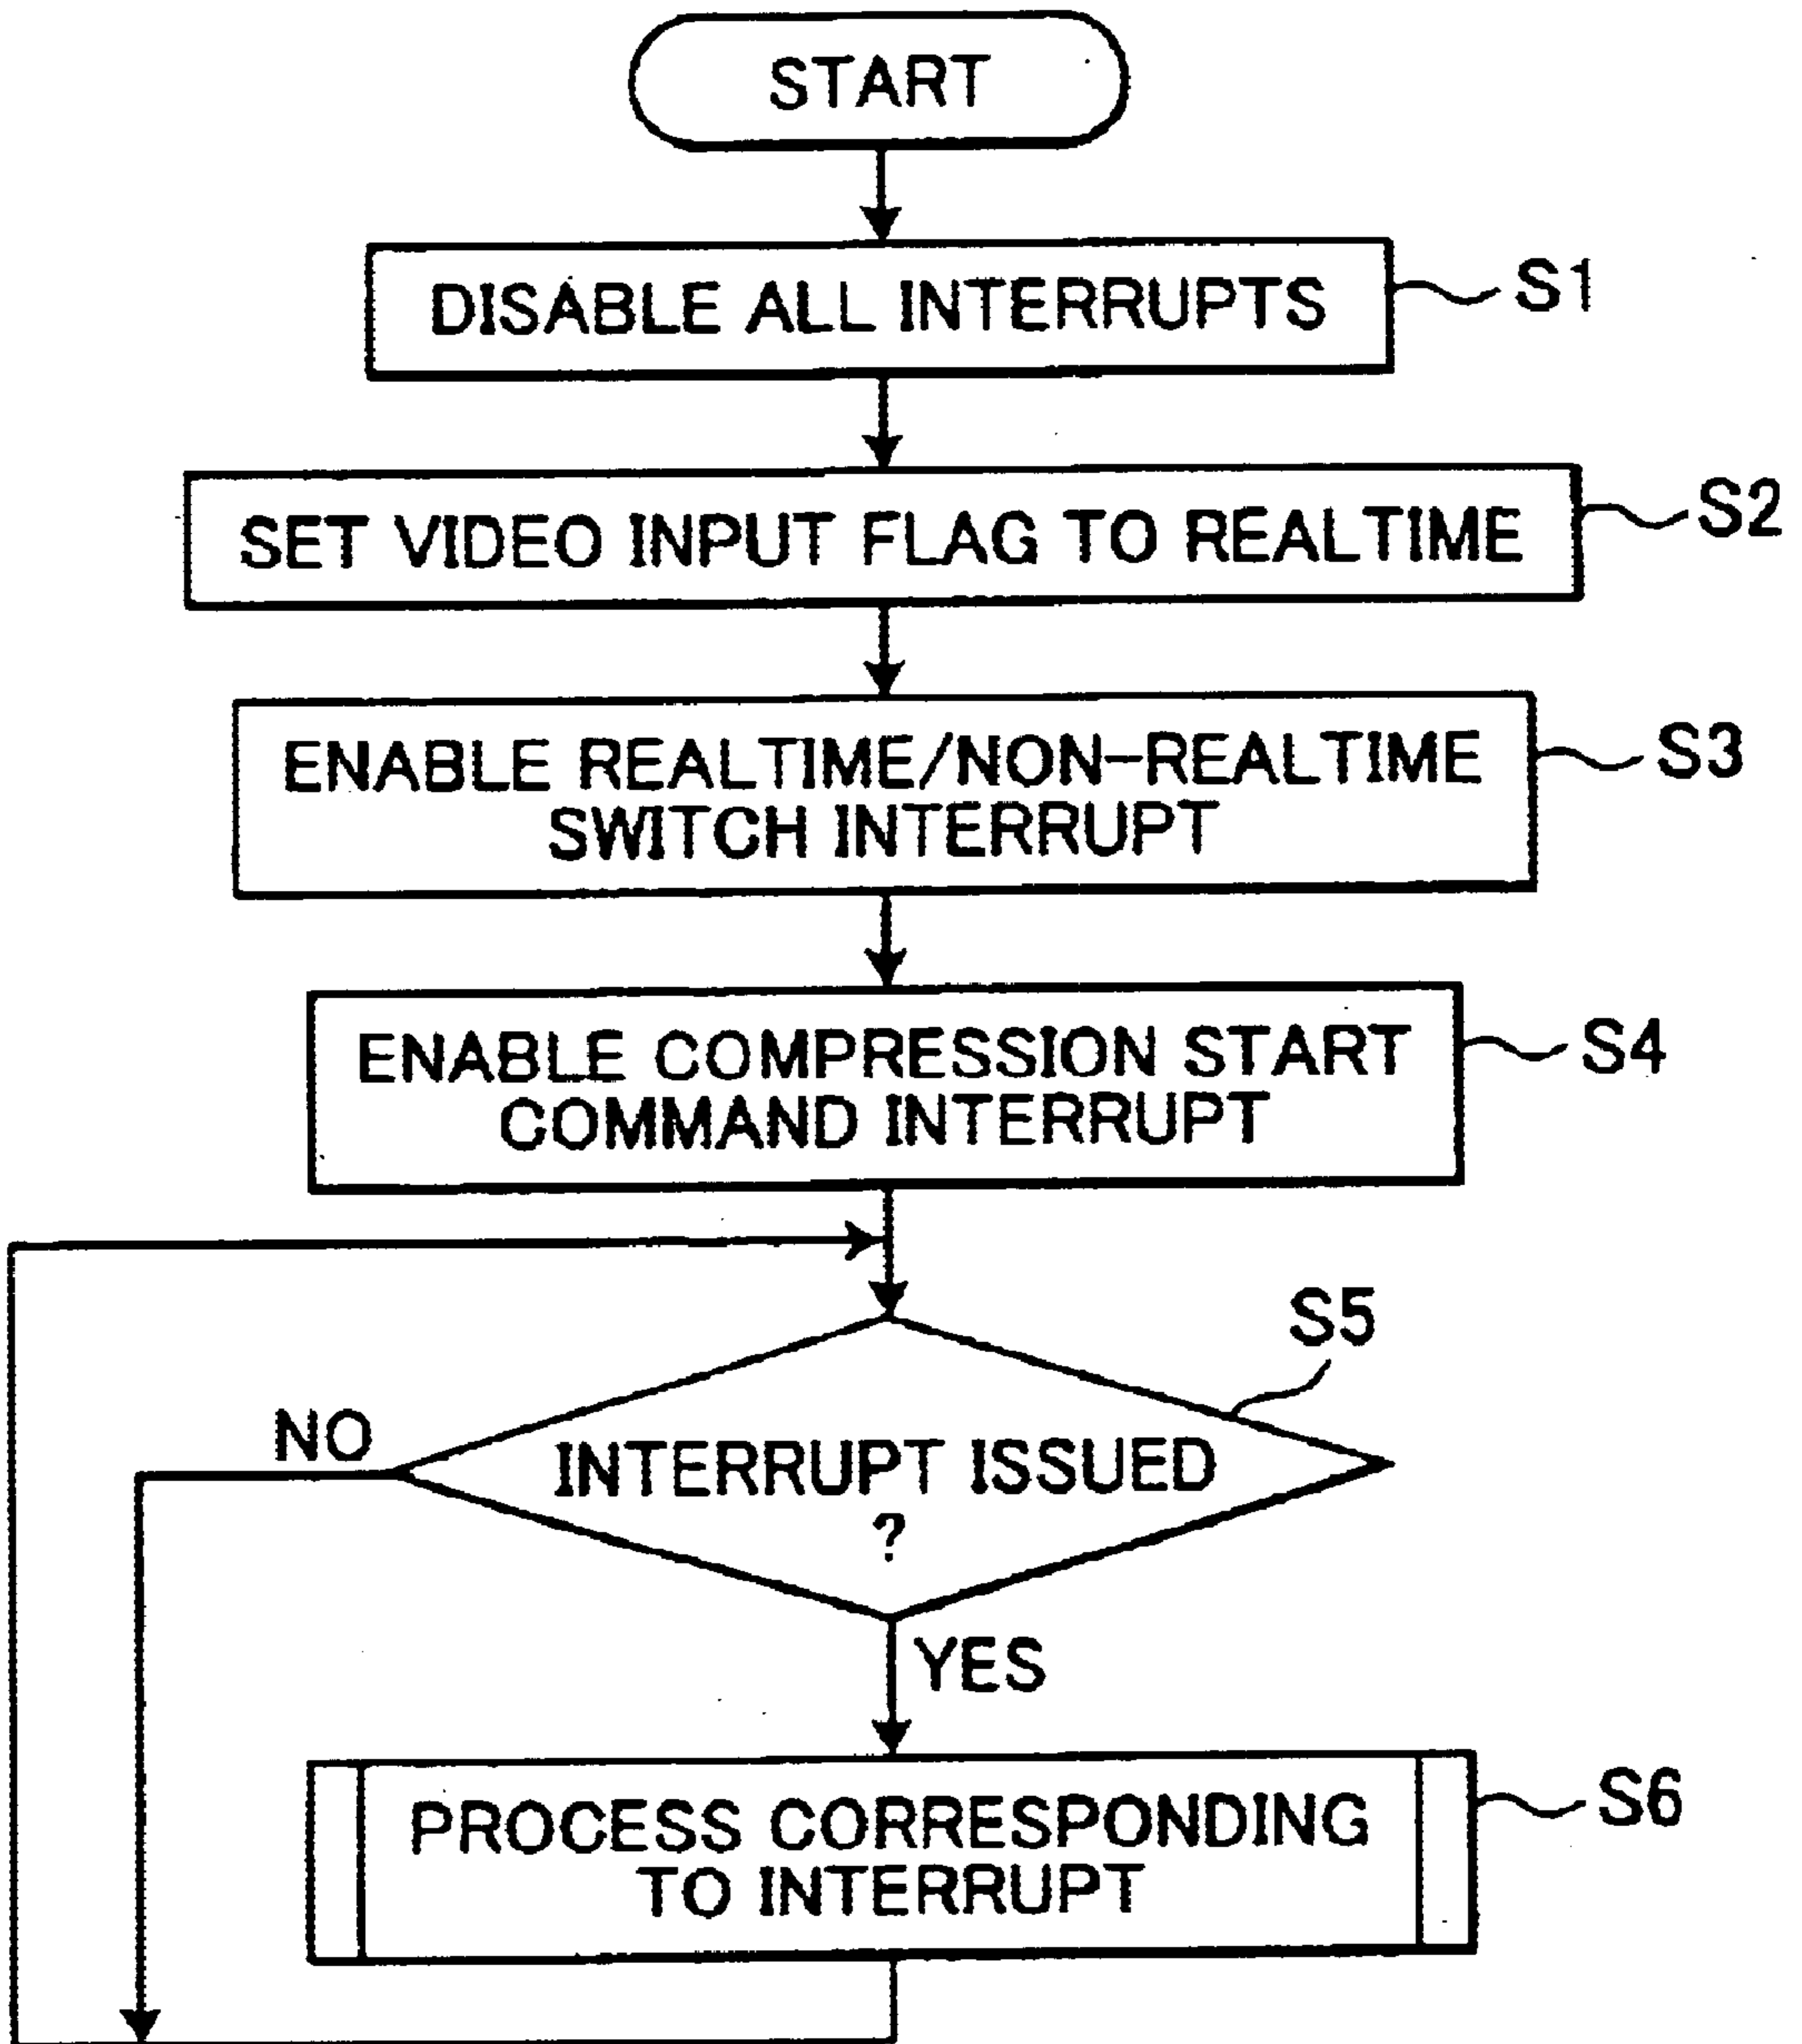 START
DISABLE ALL INTERRUPTS
S1
SET VIDEO INPUT FLAG TO REALTIME
S2
ENABLE REALTIME/NON-REALTIME
SWITCH INTERRUPT
S3
ENABLE COMPRESSION START
COMMAND INTERRUPT
S4
S5
NO
INTERRUPT ISSUED
?
YES
PROCESS CORRESPONDING
TO INTERRUPT
S6